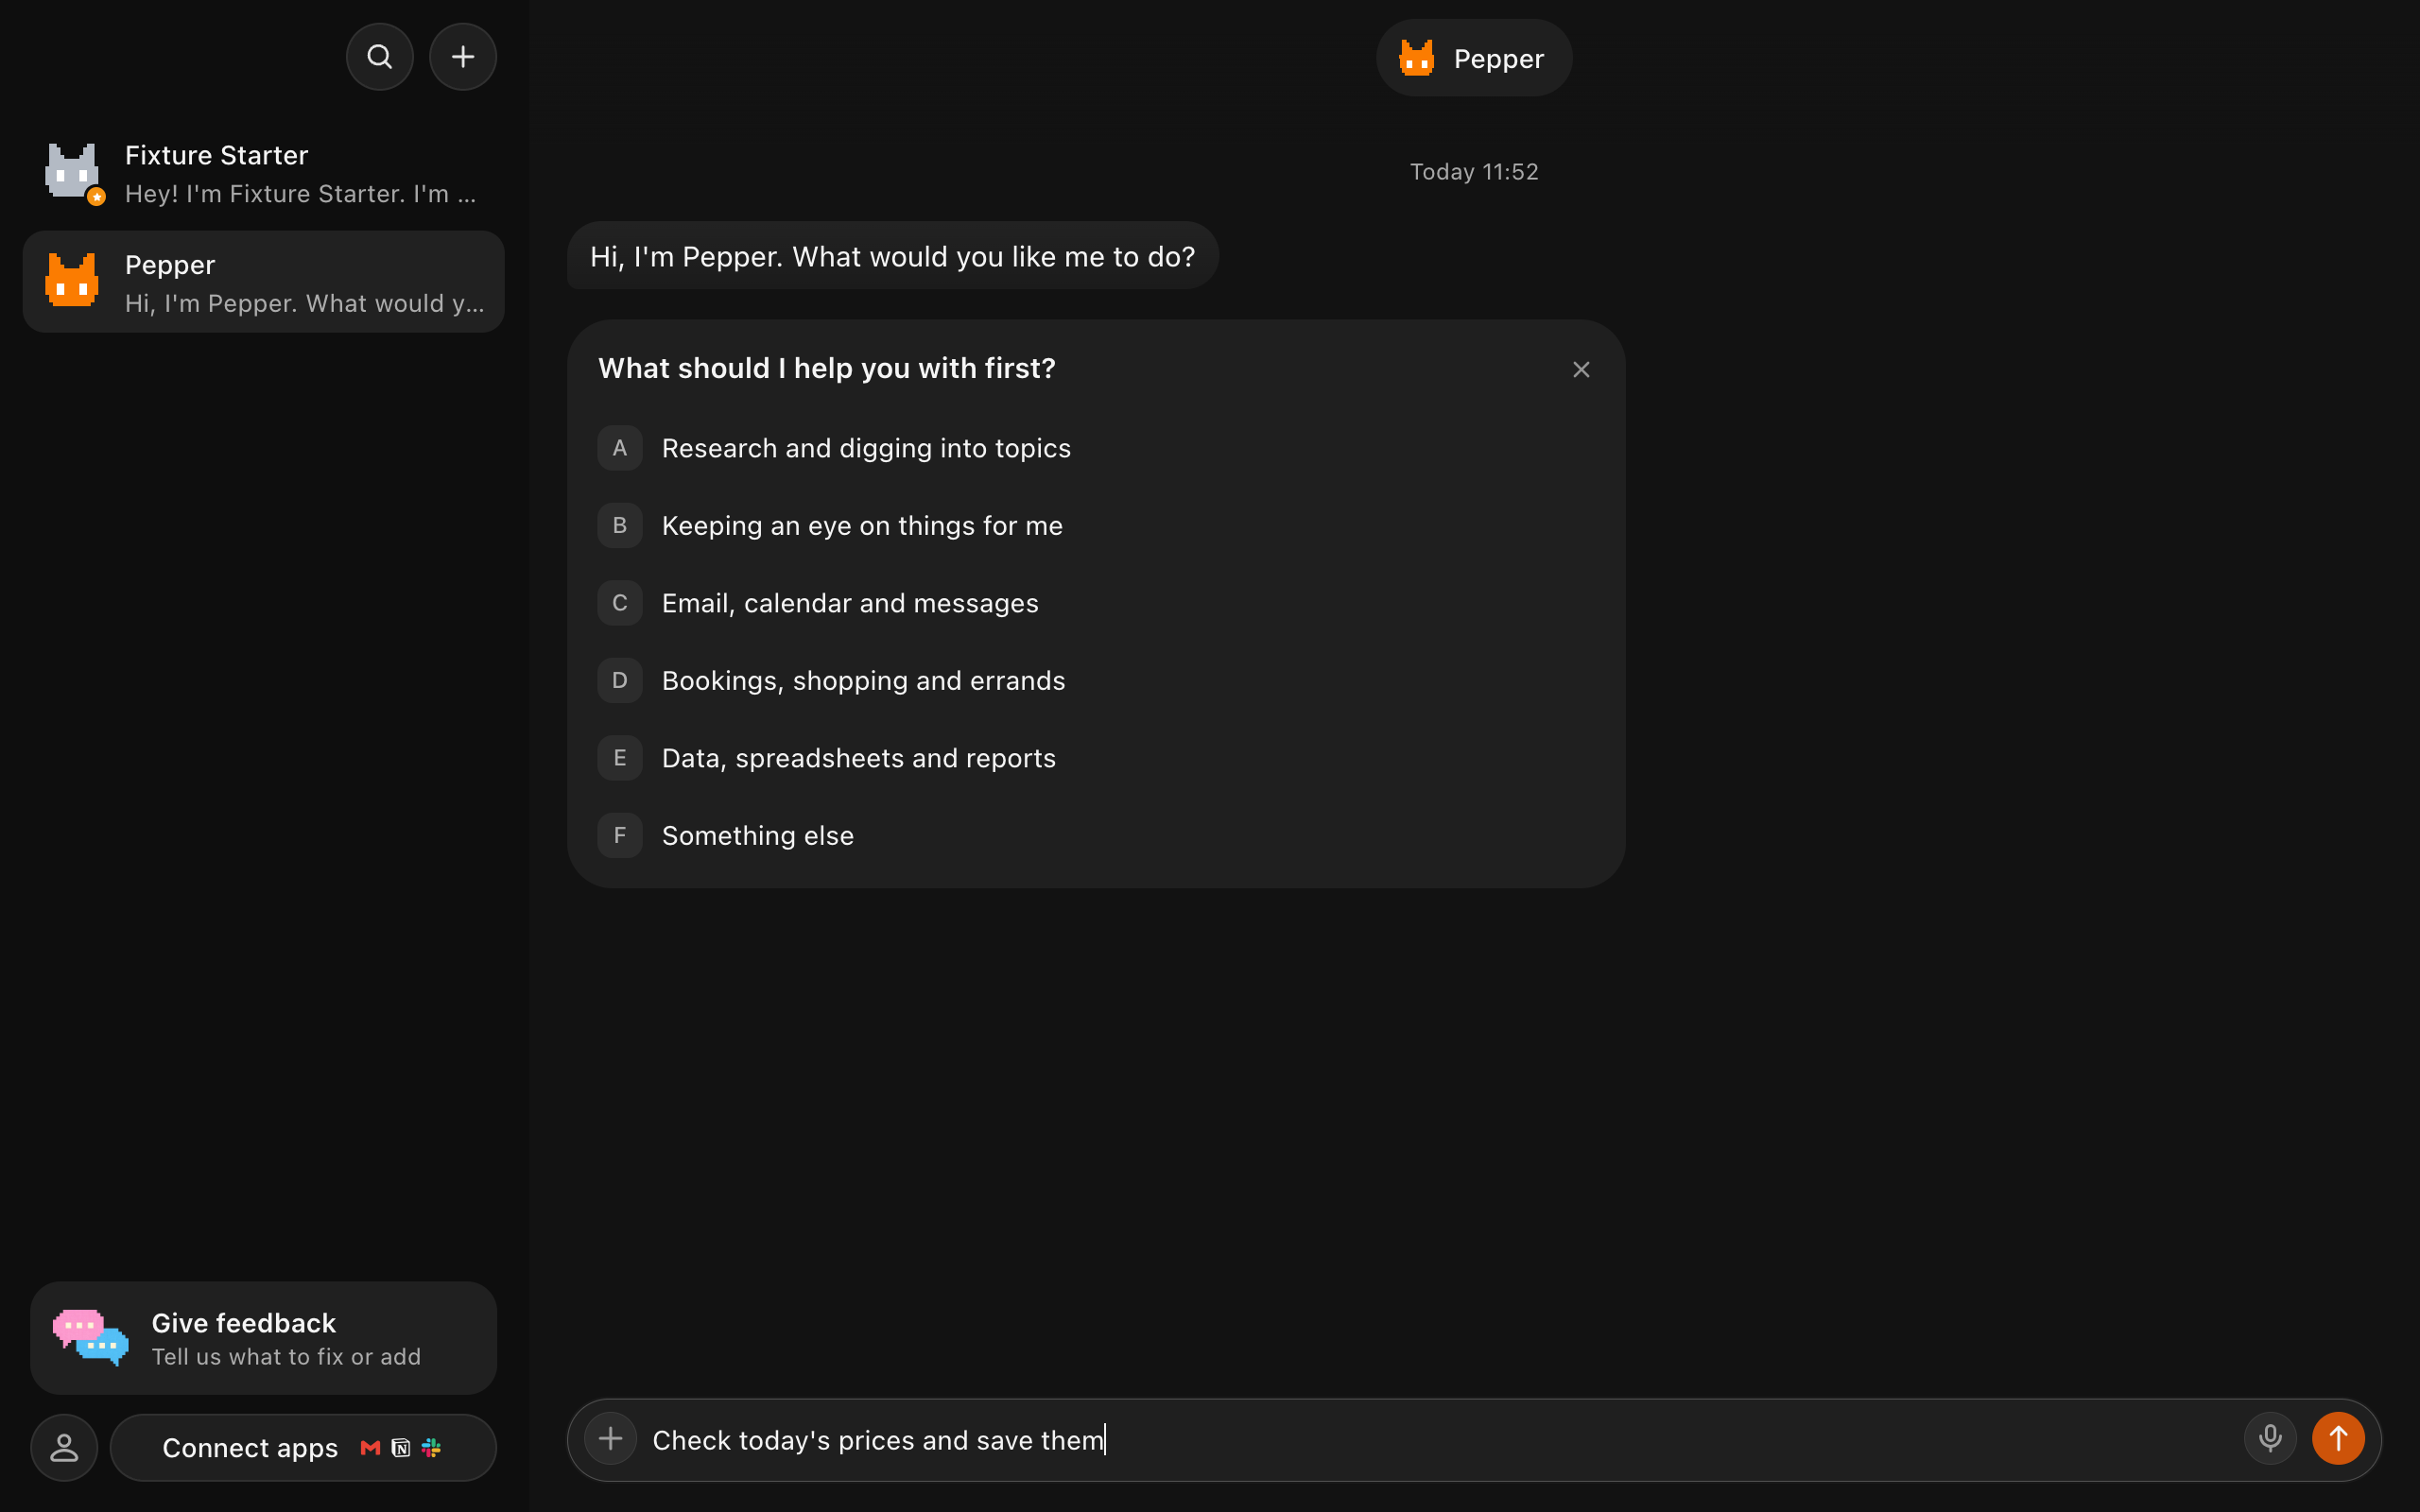 Fixture Starter
Hey! I'm Fixture Starter. I'm ...
Pepper
Hi, I'm Pepper. What would y...
Give feedback
Tell us what to fix or add
Connect apps
Pepper
Today 11:52
Hi, I'm Pepper. What would you like me to do?
What should I help you with first?
A Research and digging into topics
B Keeping an eye on things for me
C Email, calendar and messages
D Bookings, shopping and errands
E Data, spreadsheets and reports
F Something else
Check today's prices and save them